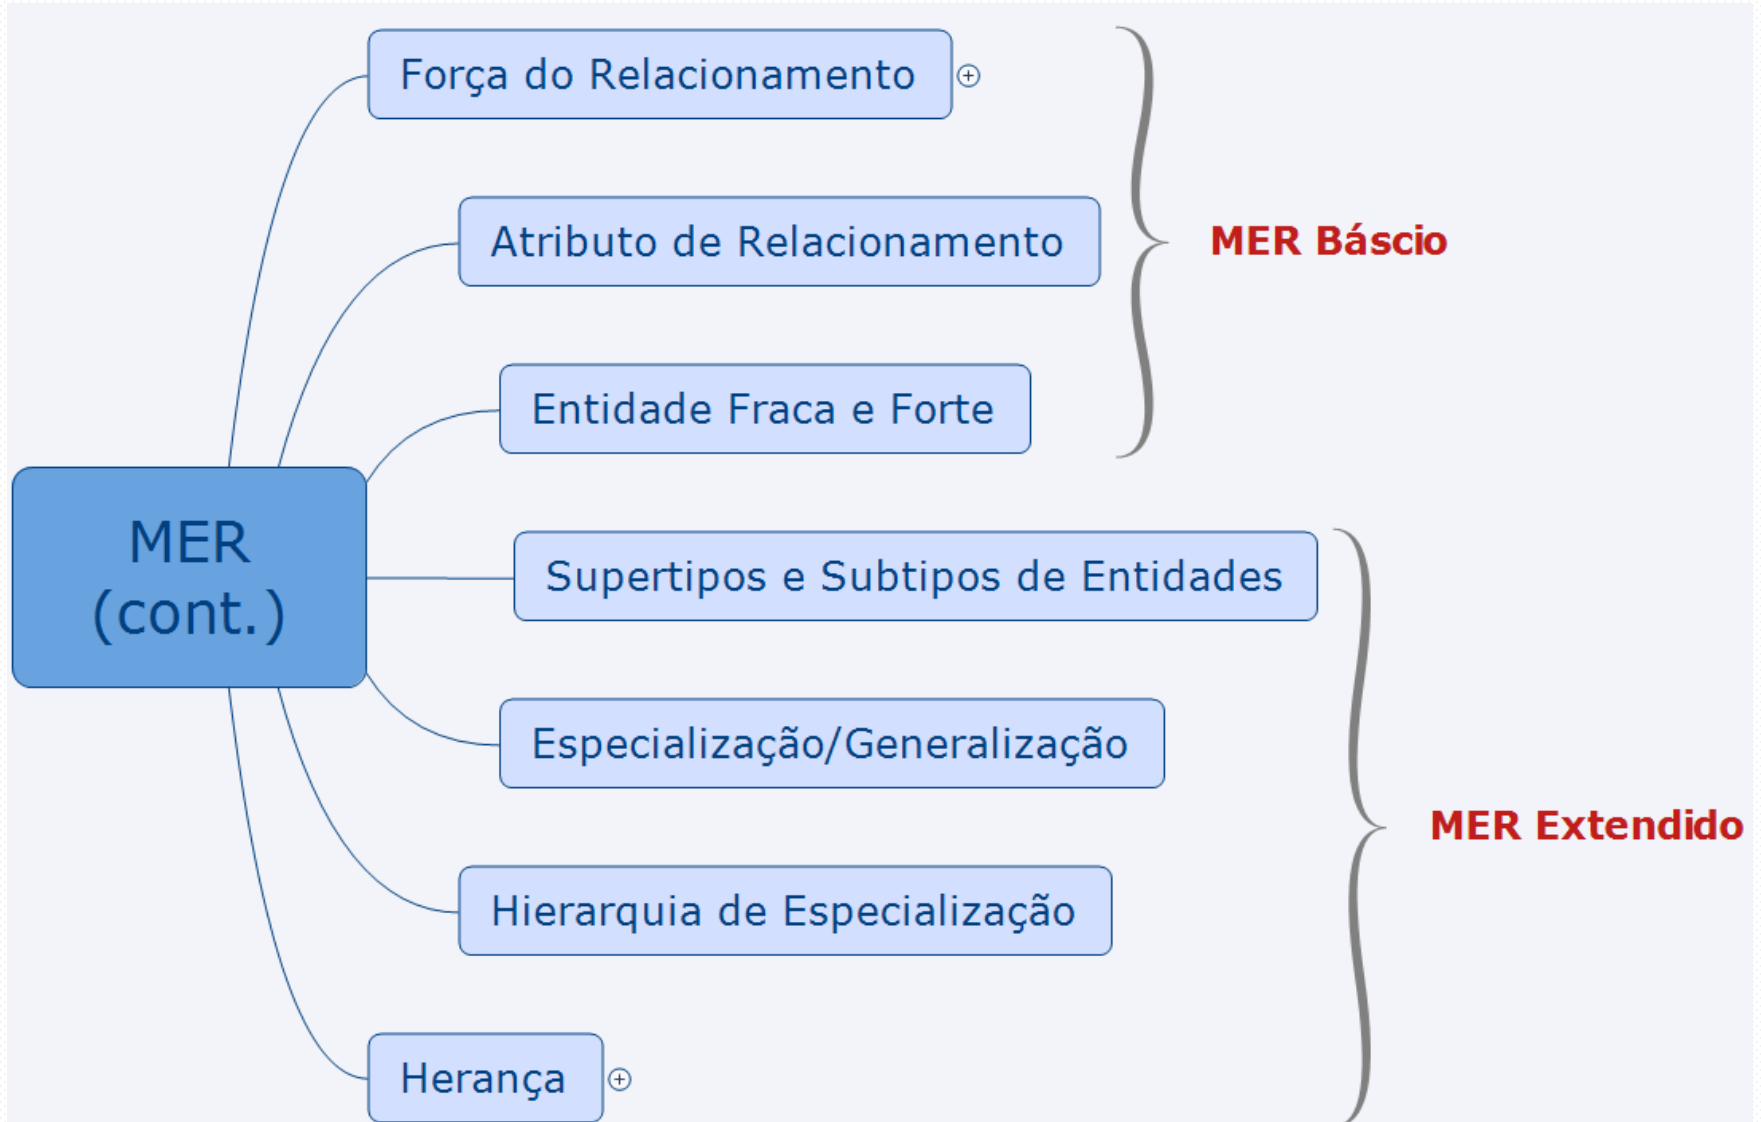 Força do Relacionamento
Atributo de Relacionamento
MER Báscio
Entidade Fraca e Forte
MER
(cont.)
Supertipos e Subtipos de Entidades
Especialização/Generalização
MER Extendido
Hierarquia de Especialização
Herança